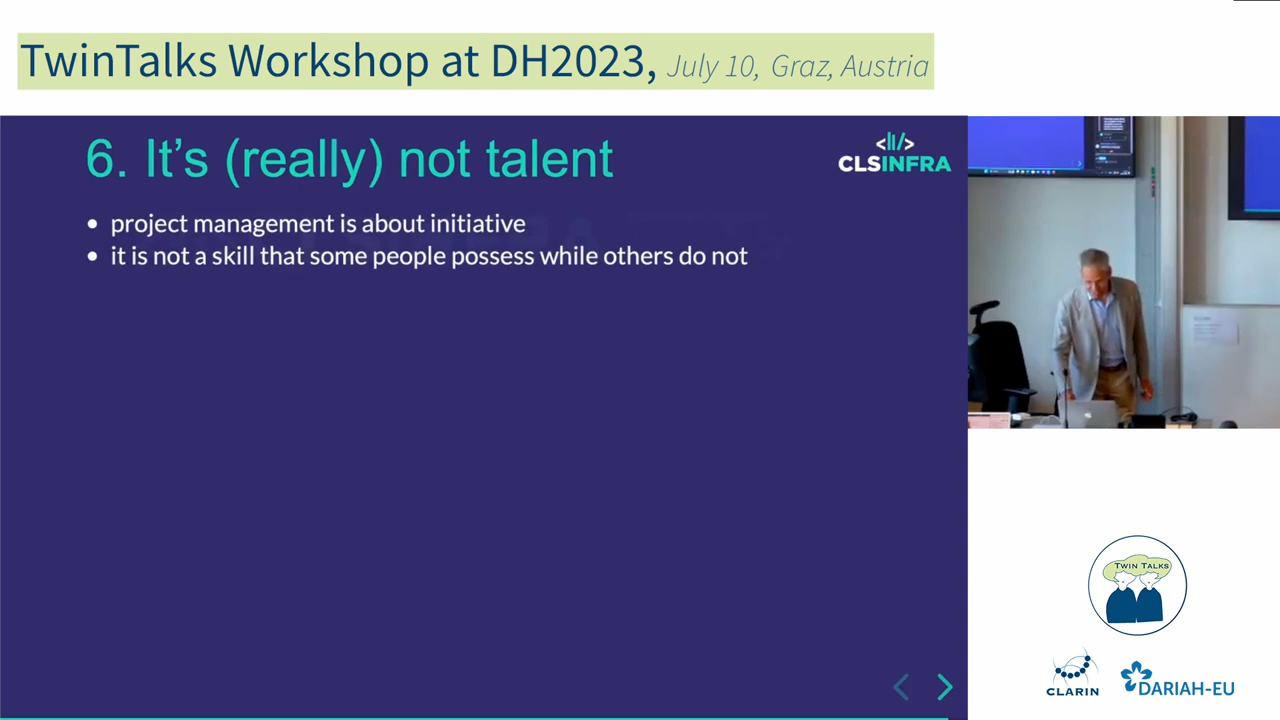 TwinTalks Workshop at DH2023, July 10, Graz, Austria
6. It's (really) not talent
<///>
CLSINFRA
• project management is about initiative
• it is not a skill that some people possess while others do not
TWIN TALKS
CLARIN
DARIAH-EU